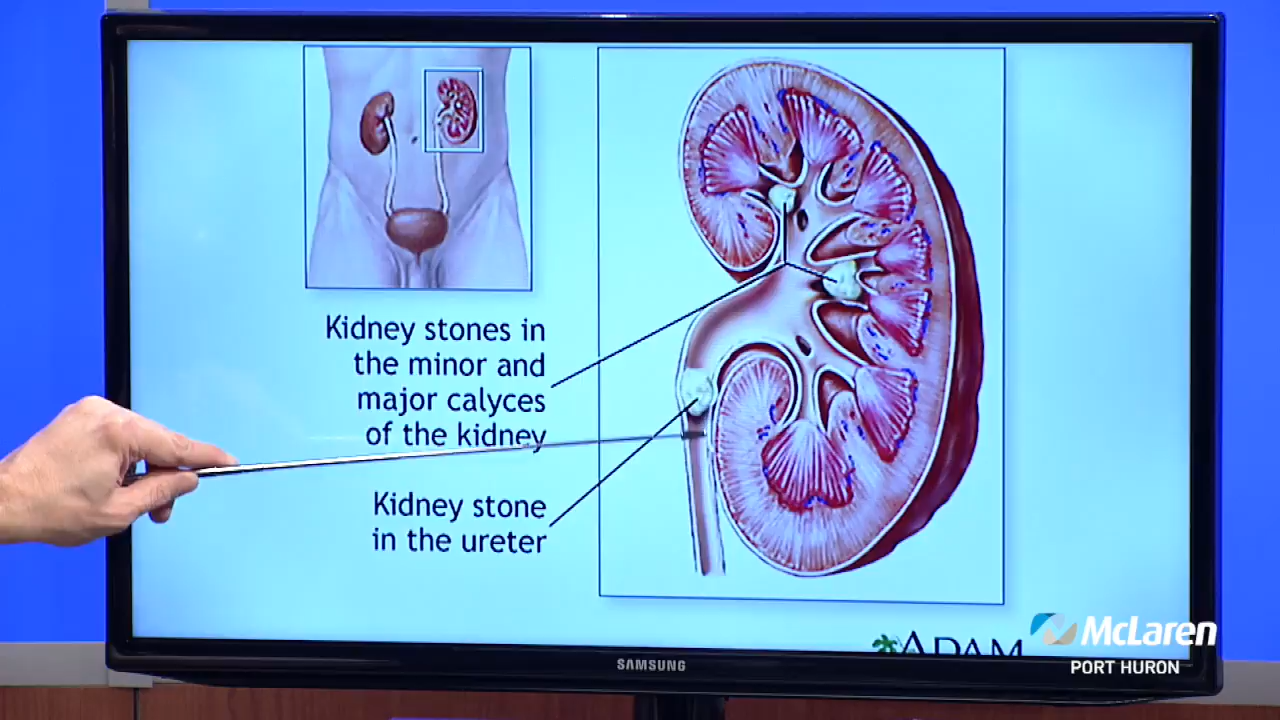 Kidney stones in
the minor and
major calyces
of the kidney
Kidney stone
in the ureter
ADAM
McLaren
PORT HURON
SAMSUNG